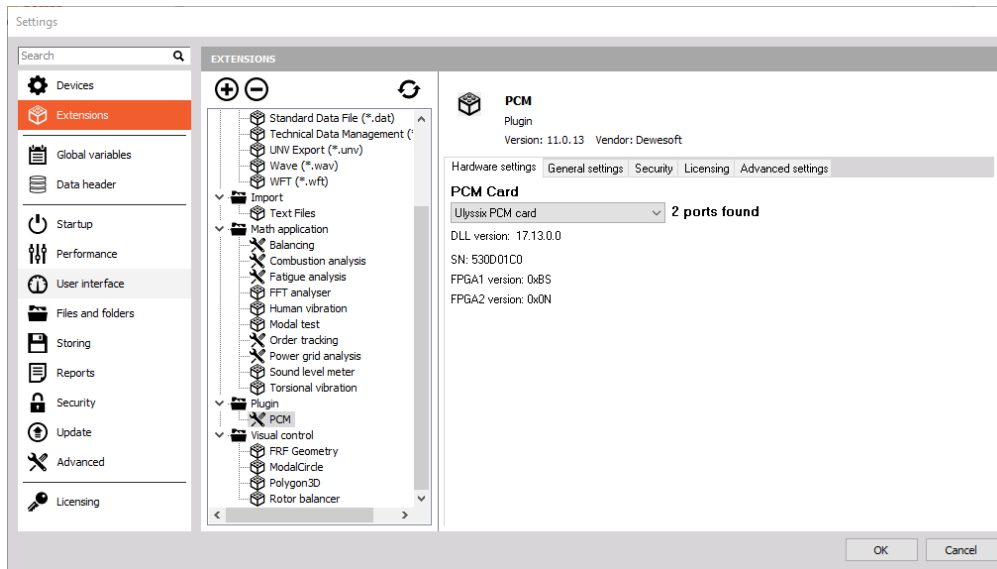 Settings
Search
Devices
Extensions
Global variables
Data header
Startup
Performance
User interface
Files and folders
Storing
Reports
Security
Update
Advanced
Licensing
EXTENSIONS
Standard Data File (*.dat)
Technical Data Management (
UNV Export (*.unv)
Wave (*.wav)
WFT (*.wft)
Import
Text Files
Math application
Balancing
Combustion analysis
Fatigue analysis
FFT analyser
Human vibration
Modal test
Order tracking
Power grid analysis
Sound level meter
Torsional vibration
Plugin
PCM
Visual control
FRF Geometry
ModalCircle
Polygon3D
Rotor balancer
PCM
Plugin
Version: 11.0.13 Vendor: Dewesoft
Hardware settings General settings Security Licensing Advanced settings
PCM Card
Ulyssix PCM card 2 ports found
DLL version: 17.13.0.0
SN: 530D01C0
FPGA1 version: 0xBS
FPGA2 version: 0x0N
OK Cancel